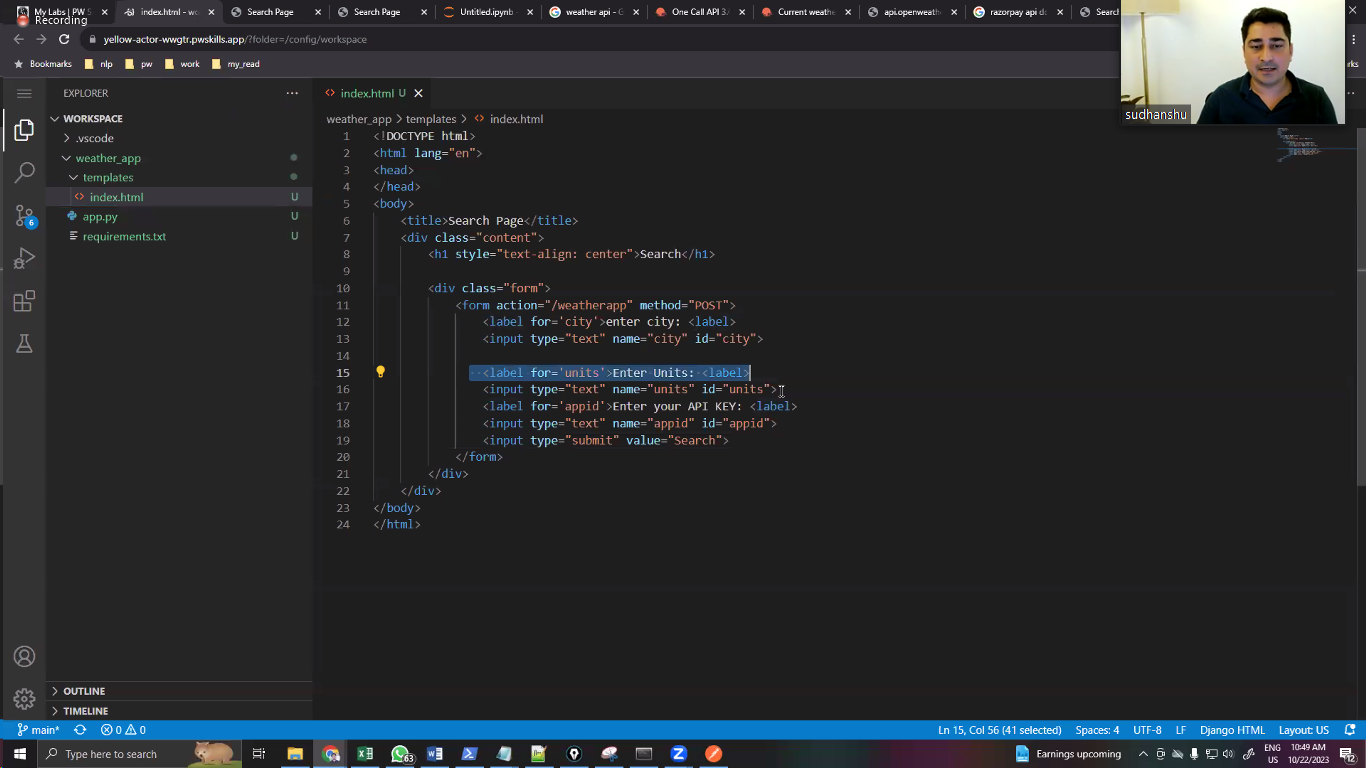 My Labs | PW S
index.html - wo
Search Page
Search Page
Untitled.ipynb
weather api - G
One Call API 3.
Current weathe
api.openweath
razorpay api do
Searc
Recording
yellow-actor-wwgtr.pwskills.app/?folder=/config/workspace
Bookmarks
nlp
pw
work
my_read
rks
sudhanshu
EXPLORER
WORKSPACE
.vscode
weather_app
templates
index.html U
app.py U
requirements.txt U
6
OUTLINE
TIMELINE
index.html U
weather_app > templates > index.html
1 <!DOCTYPE html>
2 <html lang="en">
3 <head>
4 </head>
5 <body>
6 <title>Search Page</title>
7 <div class="content">
8 <h1 style="text-align: center">Search</h1>
9
10 <div class="form">
11 <form action="/weatherapp" method="POST">
12 <label for='city'>enter city: <label>
13 <input type="text" name="city" id="city">
14
15 <label for='units'>Enter Units: <label>
16 <input type="text" name="units" id="units">
17 <label for='appid'>Enter your API KEY: <label>
18 <input type="text" name="appid" id="appid">
19 <input type="submit" value="Search">
20 </form>
21 </div>
22 </div>
23 </body>
24 </html>
main* 0 0
Ln 15, Col 56 (41 selected) Spaces: 4 UTF-8 LF Django HTML Layout: US
Type here to search
63
Earnings upcoming
ENG
US
10:49 AM
10/22/2023
12